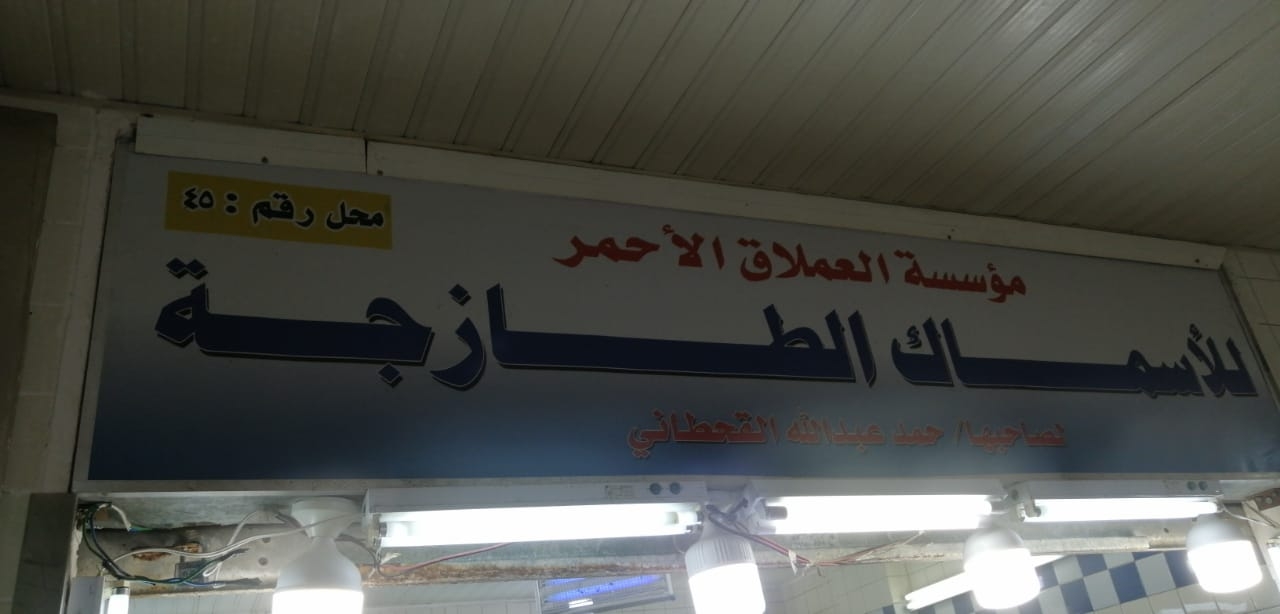 محل رقم : ٤٥
مؤسسة العملاق الأحمر
للأسماك الطازجة
لصاحبها/ حمد عبدالله القحطاني